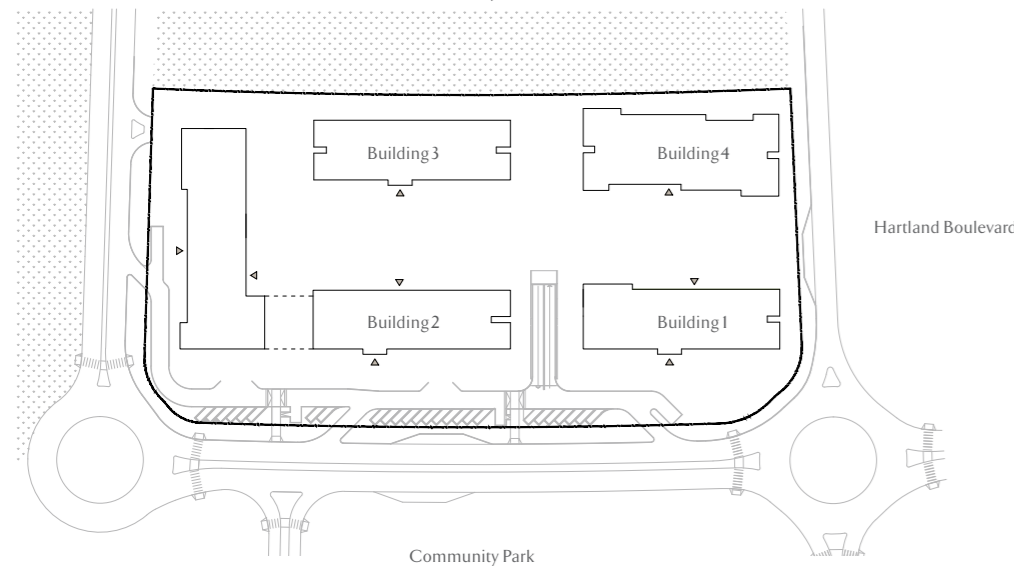 Building 3
Building 4
Hartland Boulevard
Building 2
Building 1
Community Park